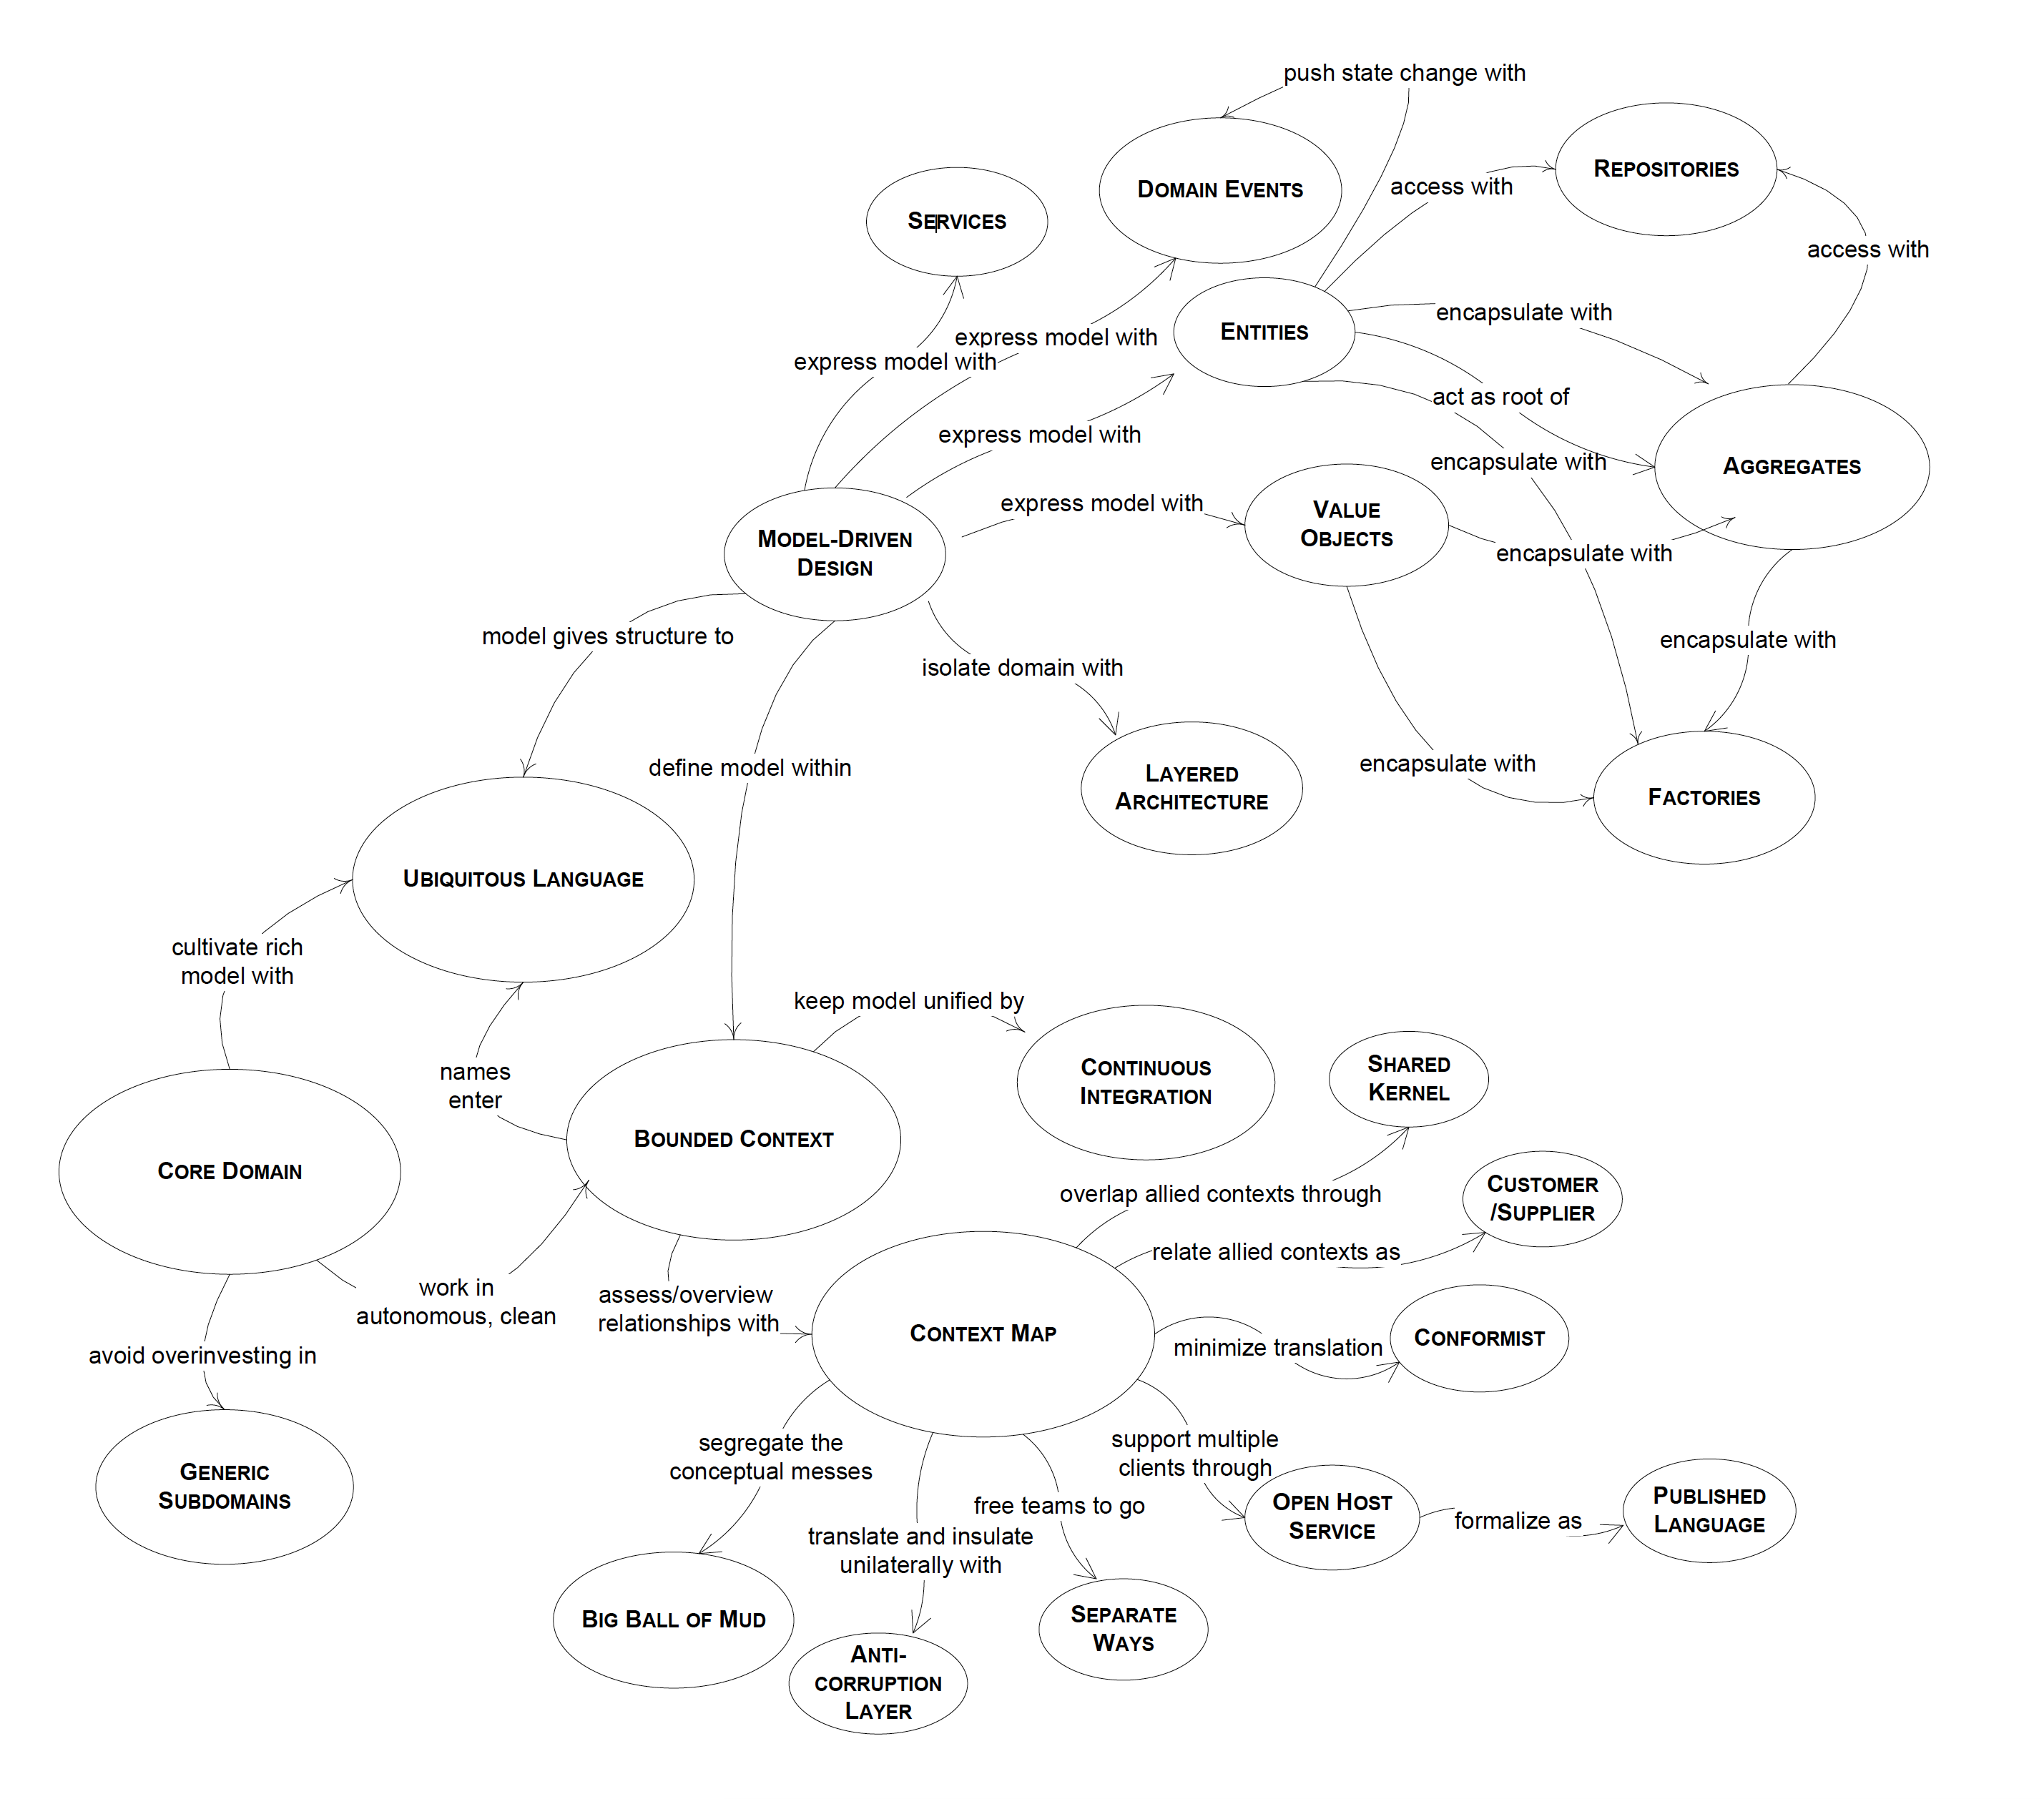 push state change with
REPOSITORIES
DOMAIN EVENTS
access with
SERVICES
access with
encapsulate with
ENTITIES
express model with
express model with
act as root of
express model with
encapsulate with
AGGREGATES
express model with
VALUE
OBJECTS
MODEL-DRIVEN
DESIGN
encapsulate with
model gives structure to
encapsulate with
isolate domain with
define model within
encapsulate with
LAYERED
ARCHITECTURE
FACTORIES
UBIQUITOUS LANGUAGE
cultivate rich
model with
keep model unified by
names
enter
CONTINUOUS
INTEGRATION
SHARED
KERNEL
BOUNDED CONTEXT
CORE DOMAIN
overlap allied contexts through
CUSTOMER
/SUPPLIER
relate allied contexts as
work in
autonomous, clean
assess/overview
relationships with
CONTEXT MAP
minimize translation
CONFORMIST
avoid overinvesting in
segregate the
conceptual messes
support multiple
clients through
GENERIC
SUBDOMAINS
free teams to go
OPEN HOST
SERVICE
formalize as
PUBLISHED
LANGUAGE
translate and insulate
unilaterally with
BIG BALL OF MUD
SEPARATE
WAYS
ANTI-
CORRUPTION
LAYER